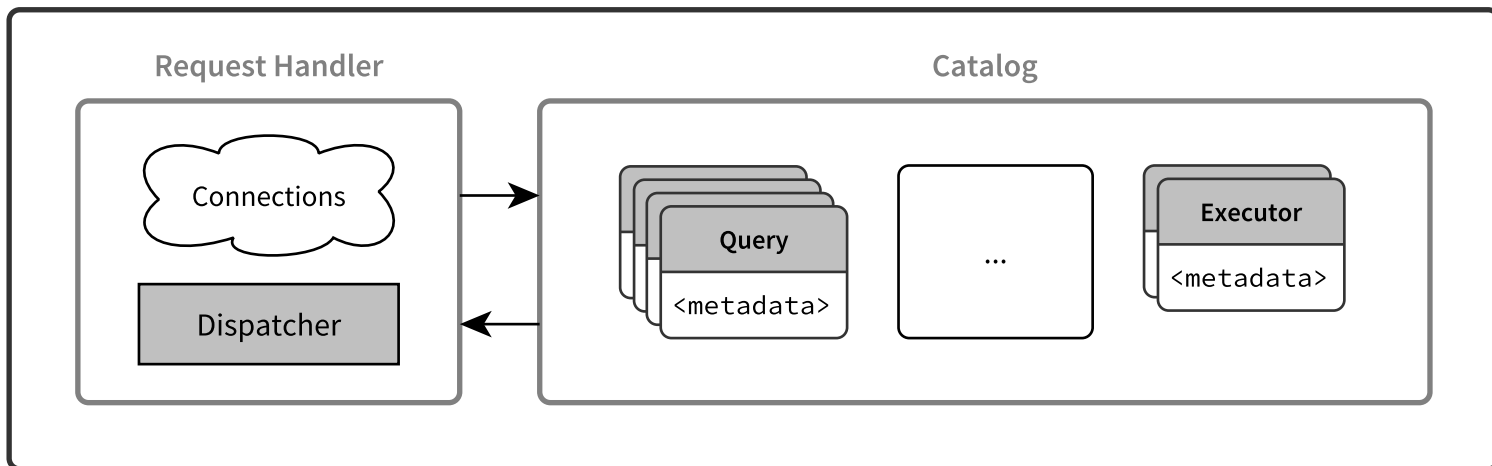 Request Handler
Catalog
Connections
Dispatcher
Query
<metadata>
...
Executor
<metadata>